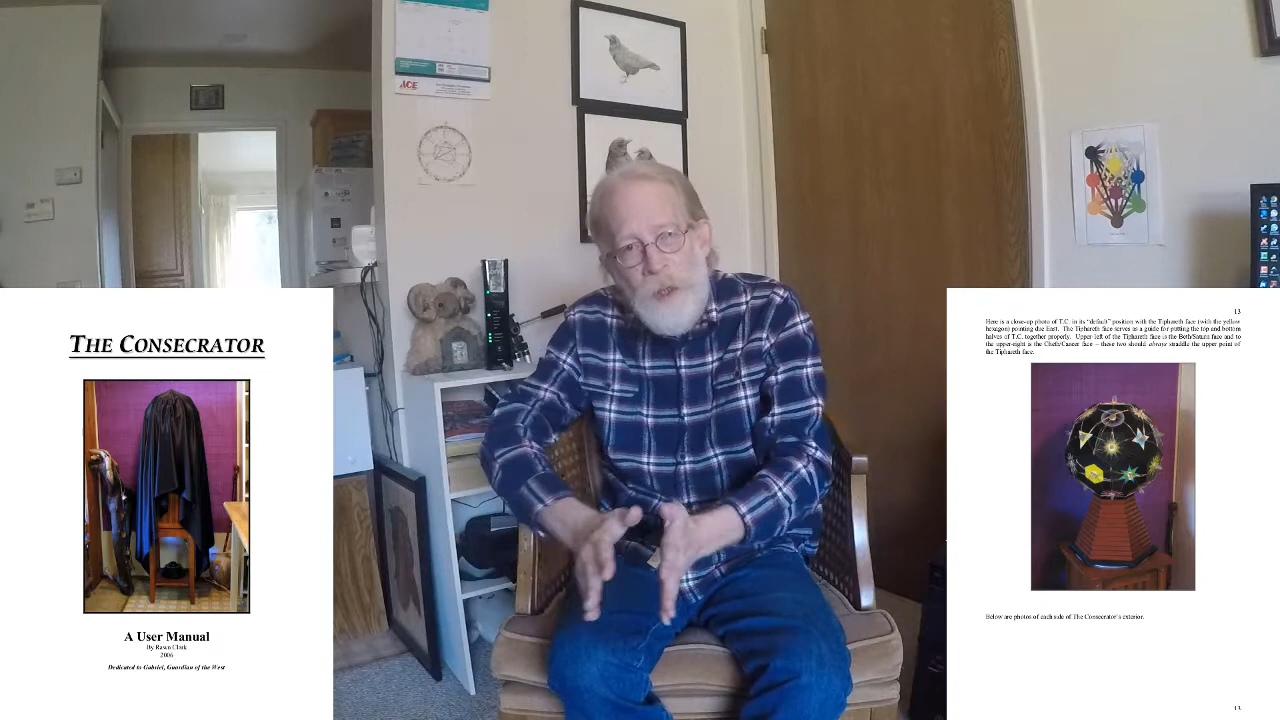 ACE
THE CONSECRATOR
A User Manual
By Rawn Clark
2006
Dedicated to Gabriel, Guardian of the West
13
Here is a close-up photo of T.C. in its "default" position with the Tiphareth face (with the yellow
hexagon) pointing due East. The Tiphareth face serves as a guide for putting the top and bottom
halves of T.C. together properly. Upper-left of the Tiphareth face is the Beth/Saturn face and to
the upper-right is the Cheth/Cancer face – these two should always straddle the upper point of
the Tiphareth face.
Below are photos of each side of The Consecrator's exterior.
13